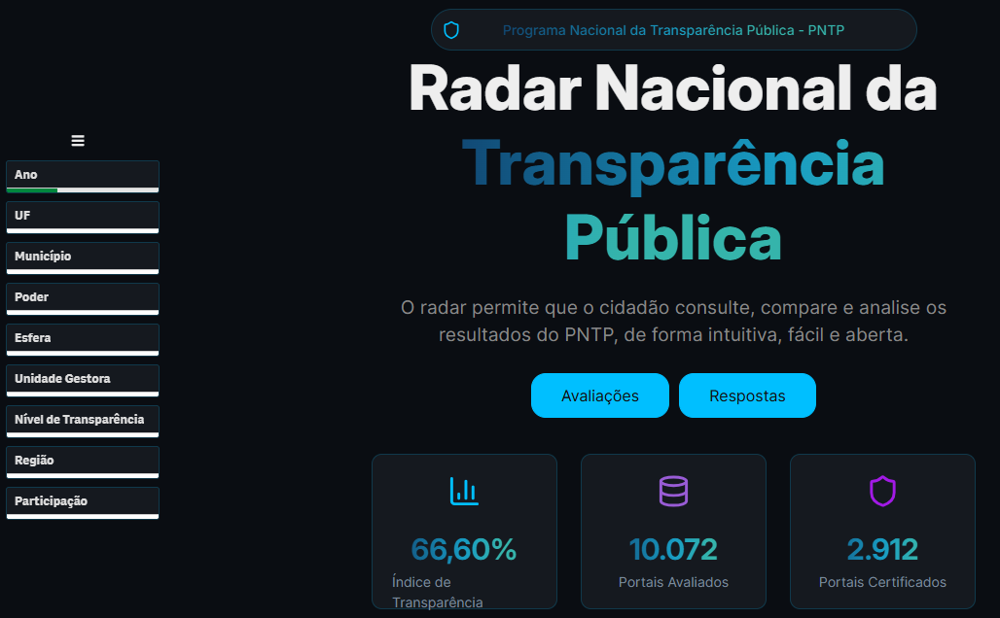 Programa Nacional da Transparência Pública - PNTP
Radar Nacional da
Transparência
Pública
O radar permite que o cidadão consulte, compare e analise os
resultados do PNTP, de forma intuitiva, fácil e aberta.
Avaliações
Respostas
Ano
UF
Município
Poder
Esfera
Unidade Gestora
Nível de Transparência
Região
Participação
66,60%
Índice de
Transparência
10.072
Portais Avaliados
2.912
Portais Certificados